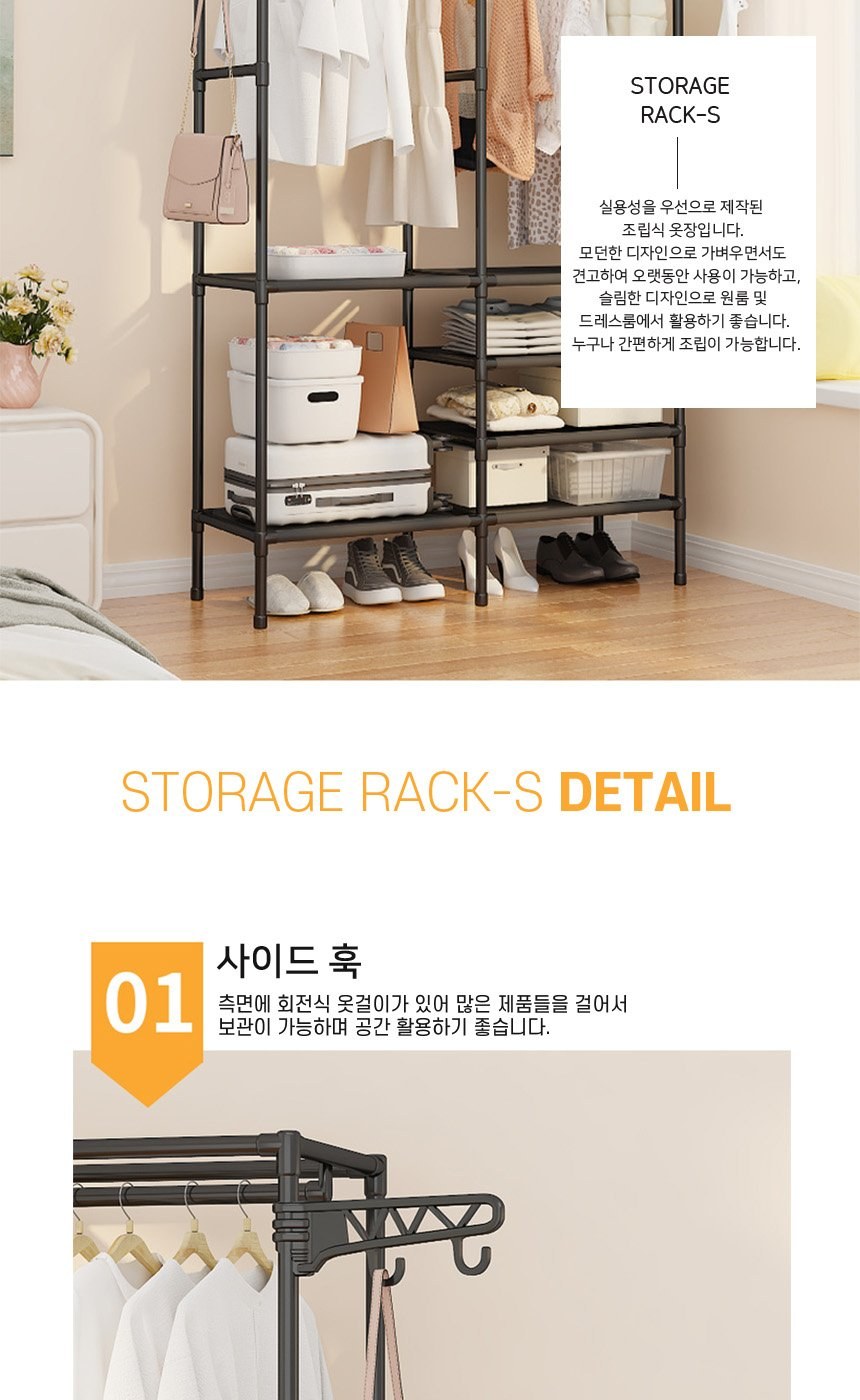 STORAGE
RACK-S
실용성을 우선으로 제작된
조립식 옷장입니다.
모던한 디자인으로 가벼우면서도
견고하여 오랫동안 사용이 가능하고,
슬림한 디자인으로 원룸 및
드레스룸에서 활용하기 좋습니다.
누구나 간편하게 조립이 가능합니다.
STORAGE RACK-S DETAIL
01
사이드 훅
측면에 회전식 옷걸이가 있어 많은 제품들을 걸어서
보관이 가능하며 공간 활용하기 좋습니다.